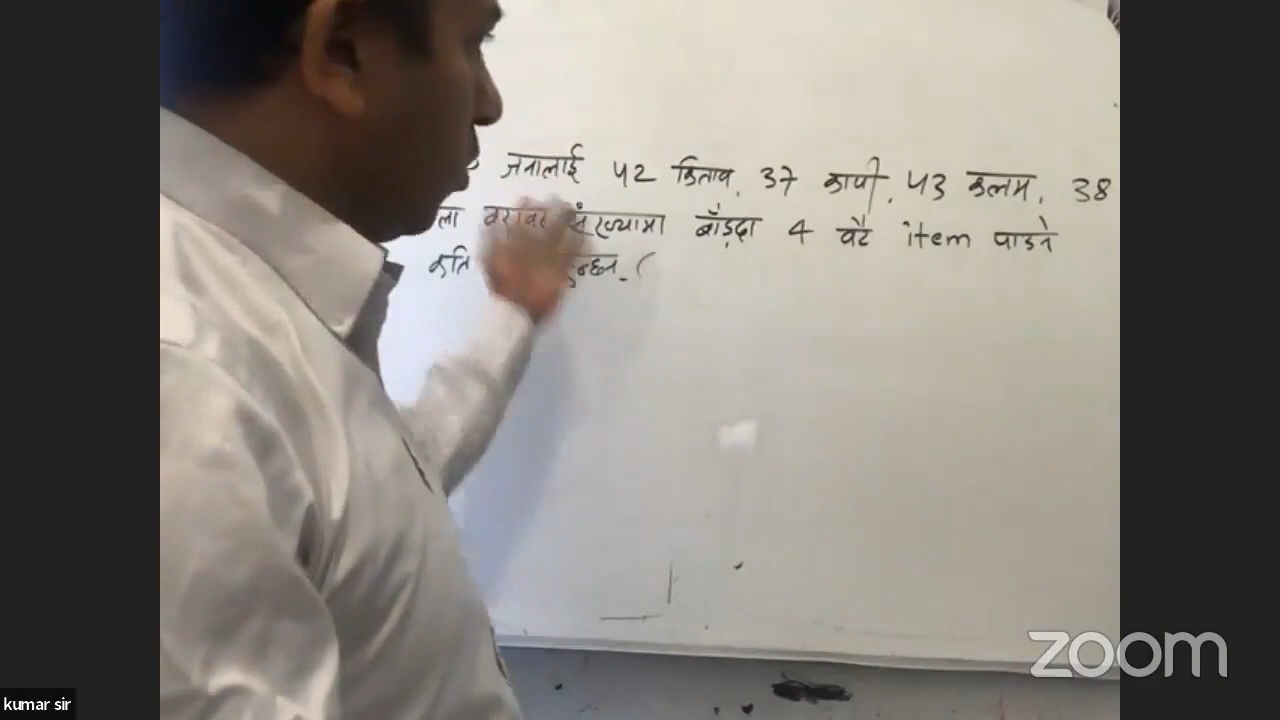 जनालाई ५२ किताब, 37 कापी, ५3 कलम, 38
ला बराबर संख्यामा बाँड्दा 4 वटै item पाउने
कति
zoom
kumar sir